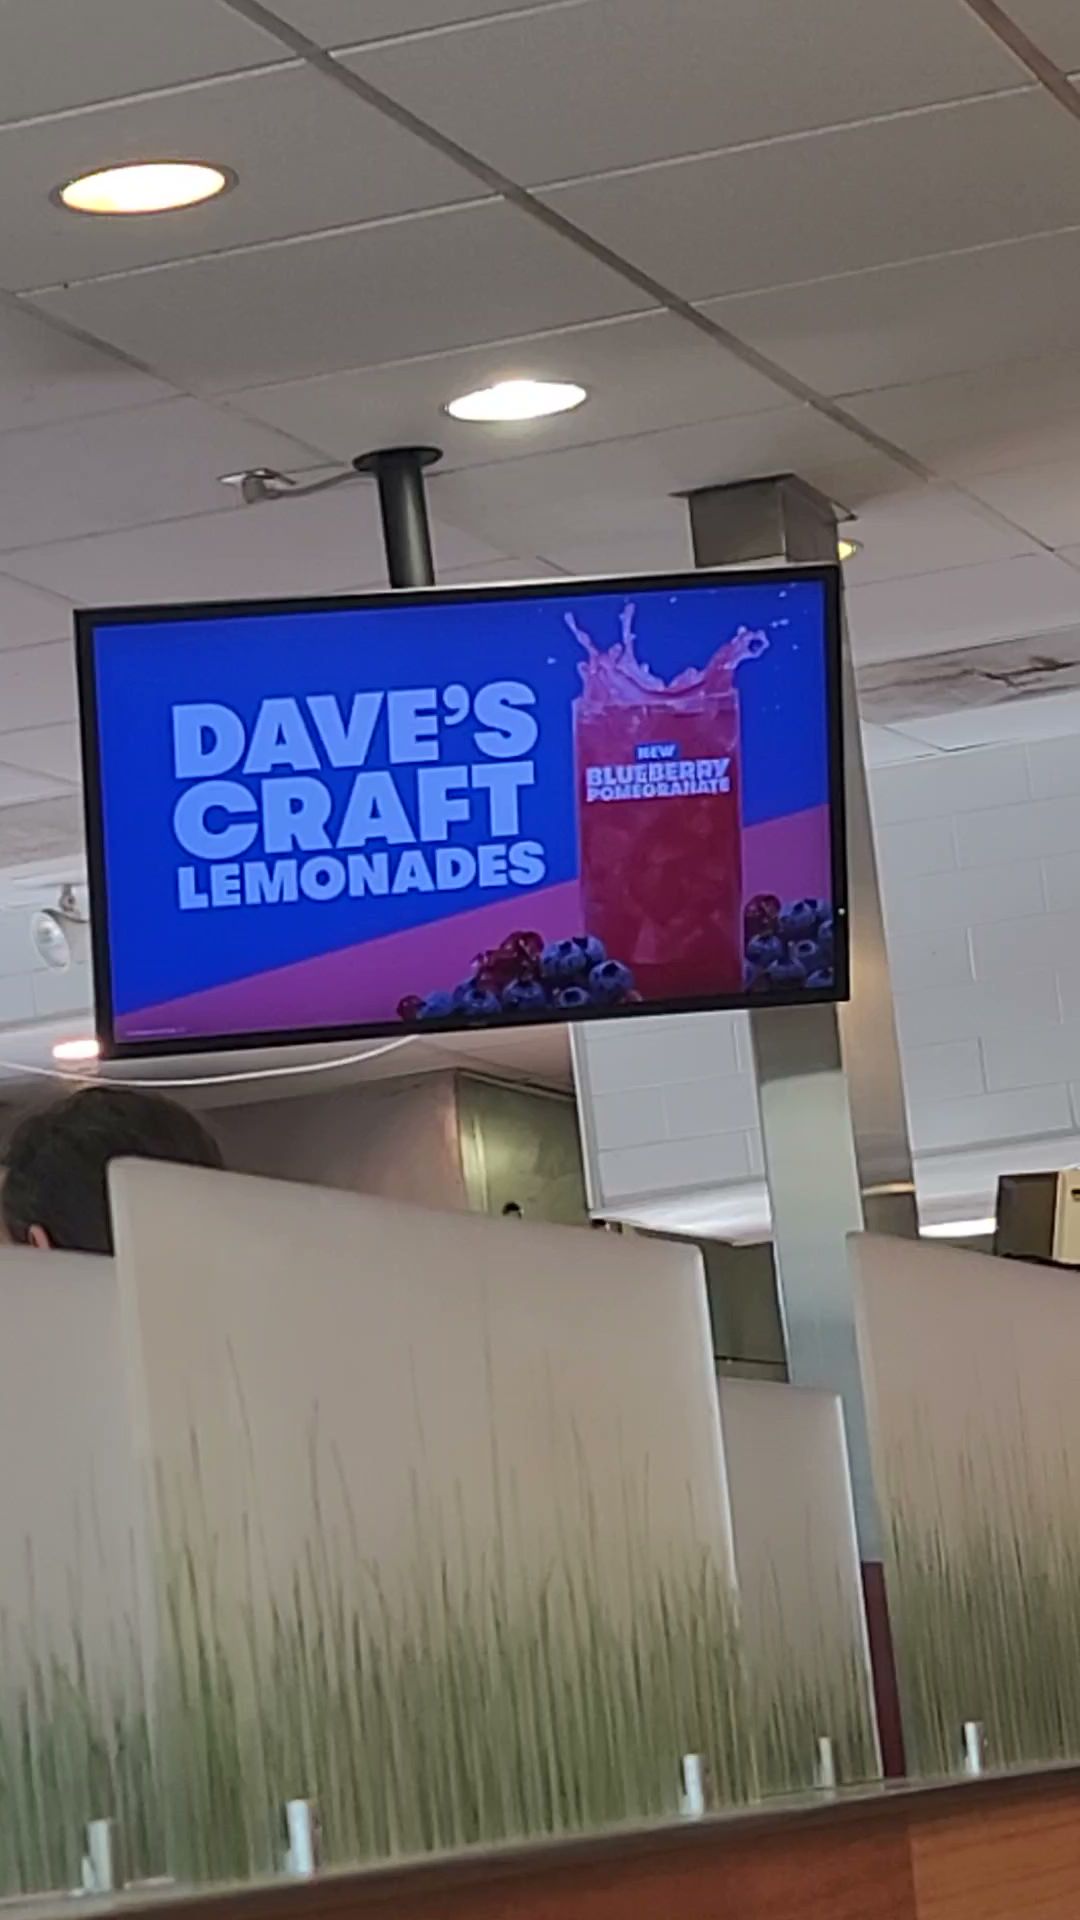 DAVE'S
CRAFT
LEMONADES
NEW
BLUEBERRY
POMEGRANATE